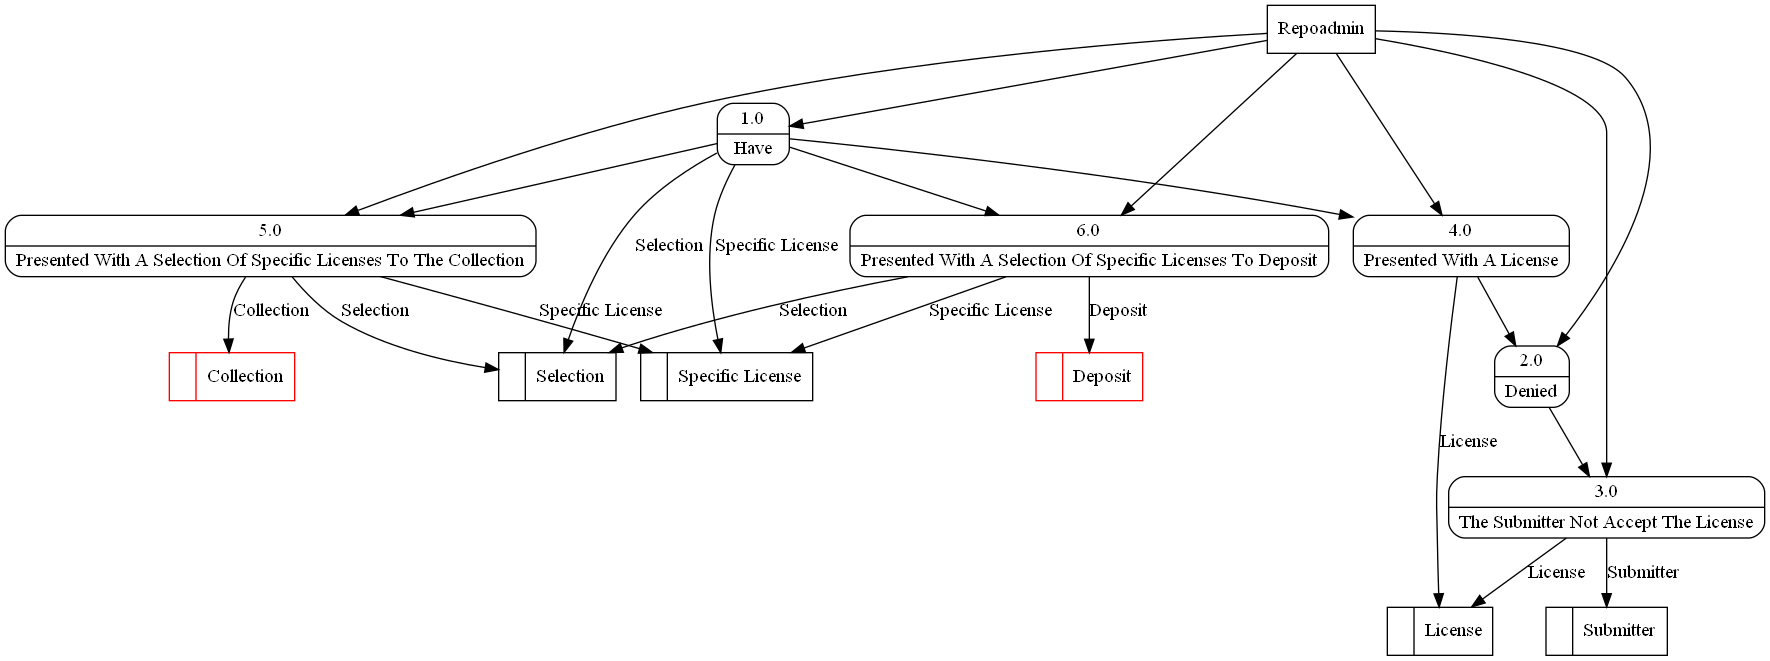 Repoadmin
1.0
Have
Selection
Specific License
5.0
Presented With A Selection Of Specific Licenses To The Collection
6.0
Presented With A Selection Of Specific Licenses To Deposit
4.0
Presented With A License
Collection
Selection
Specific License
Selection
Specific License
Deposit
2.0
Denied
Collection
Selection
Specific License
Deposit
License
3.0
The Submitter Not Accept The License
License
Submitter
License
Submitter